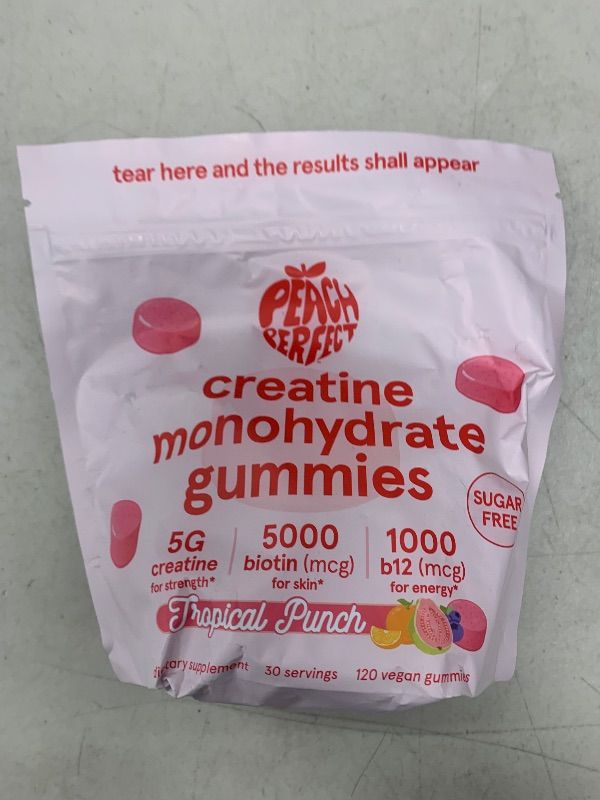 tear here and the results shall appear
PEACH
PERFECT
creatine
monohydrate
gummies
SUGAR
FREE
5G
creatine
for strength*
5000
biotin (mcg)
for skin*
1000
b12 (mcg)
for energy*
Tropical Punch
dietary supplement 30 servings 120 vegan gummies